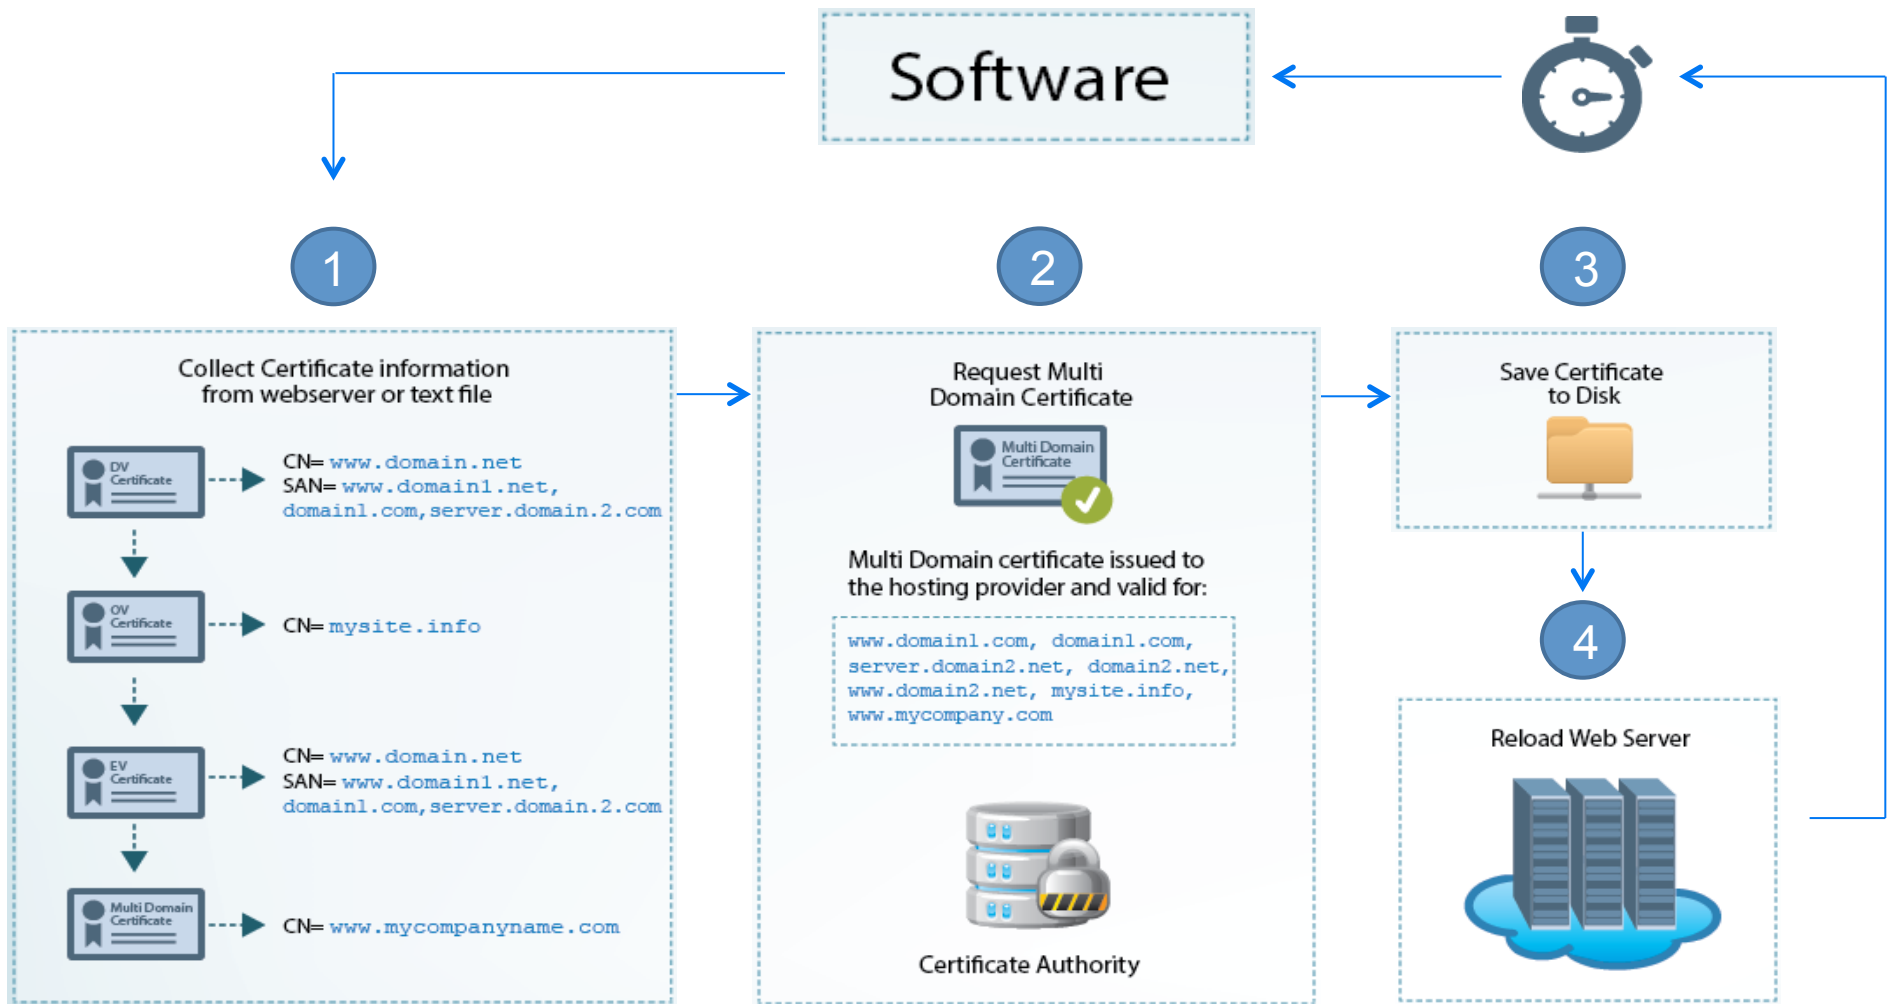 Software
1
2
3
Collect Certificate information
from webserver or text file
DV
Certificate
CN= www.domain.net
SAN= www.domain1.net,
domain1.com,server.domain.2.com
OV
Certificate
CN= mysite.info
EV
Certificate
CN= www.domain.net
SAN= www.domain1.net,
domain1.com,server.domain.2.com
Multi Domain
Certificate
CN= www.mycompanyname.com
Request Multi
Domain Certificate
Multi Domain
Certificate
Multi Domain certificate issued to
the hosting provider and valid for:
www.domain1.com, domain1.com,
server.domain2.net, domain2.net,
www.domain2.net, mysite.info,
www.mycompany.com
Certificate Authority
Save Certificate
to Disk
4
Reload Web Server